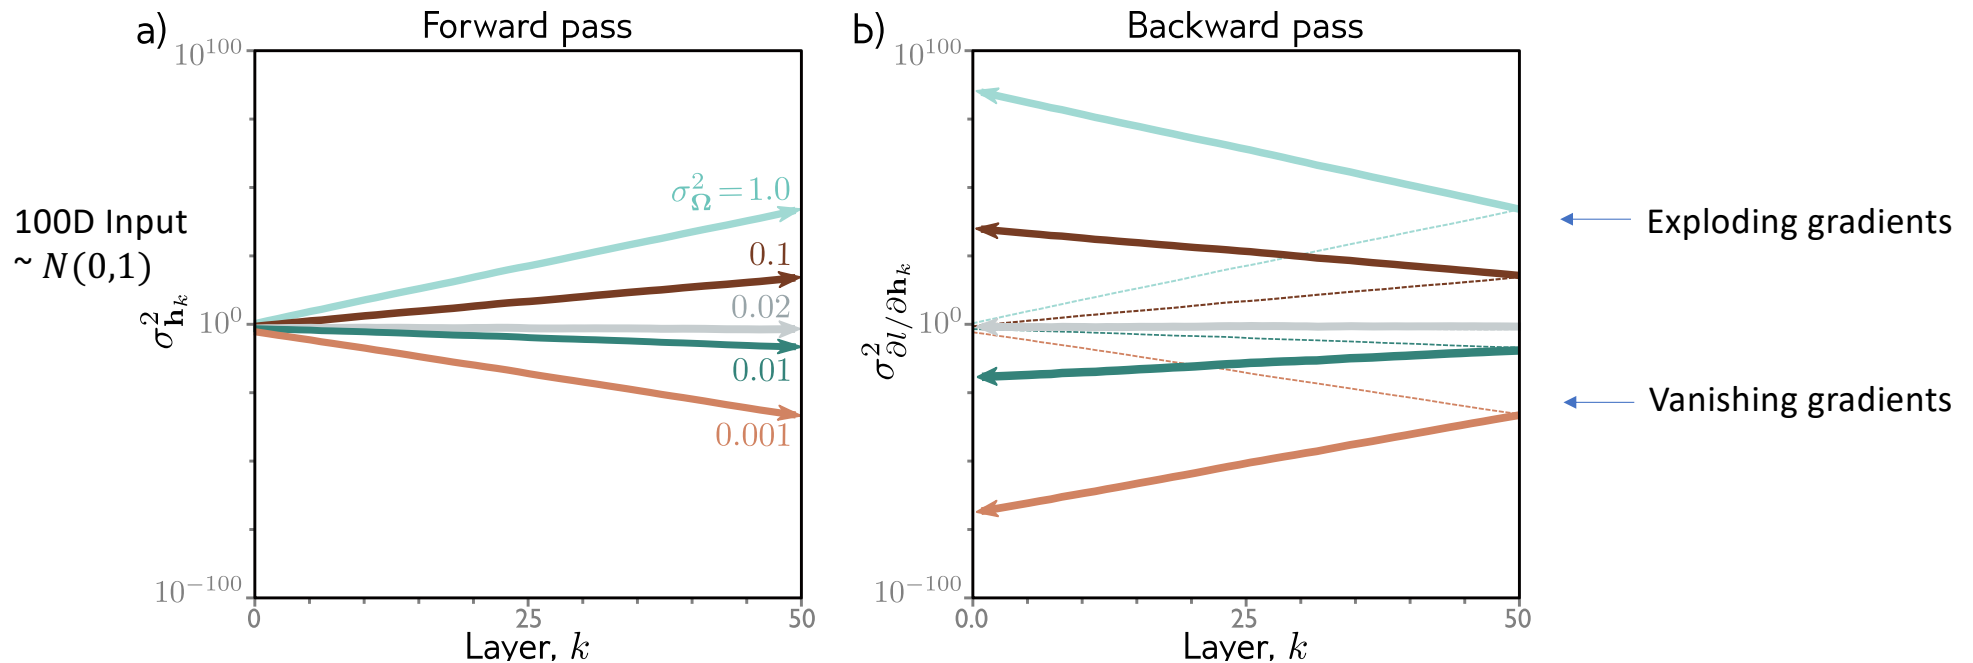 a)
Forward pass
10^100
10^0
10^−100
σ²_h_k
100D Input
~ N(0,1)
σ²_Ω = 1.0
0.1
0.02
0.01
0.001
0
25
50
Layer, k
b)
Backward pass
10^100
10^0
10^−100
σ²_∂l/∂h_k
0.0
25
50
Layer, k
Exploding gradients
Vanishing gradients